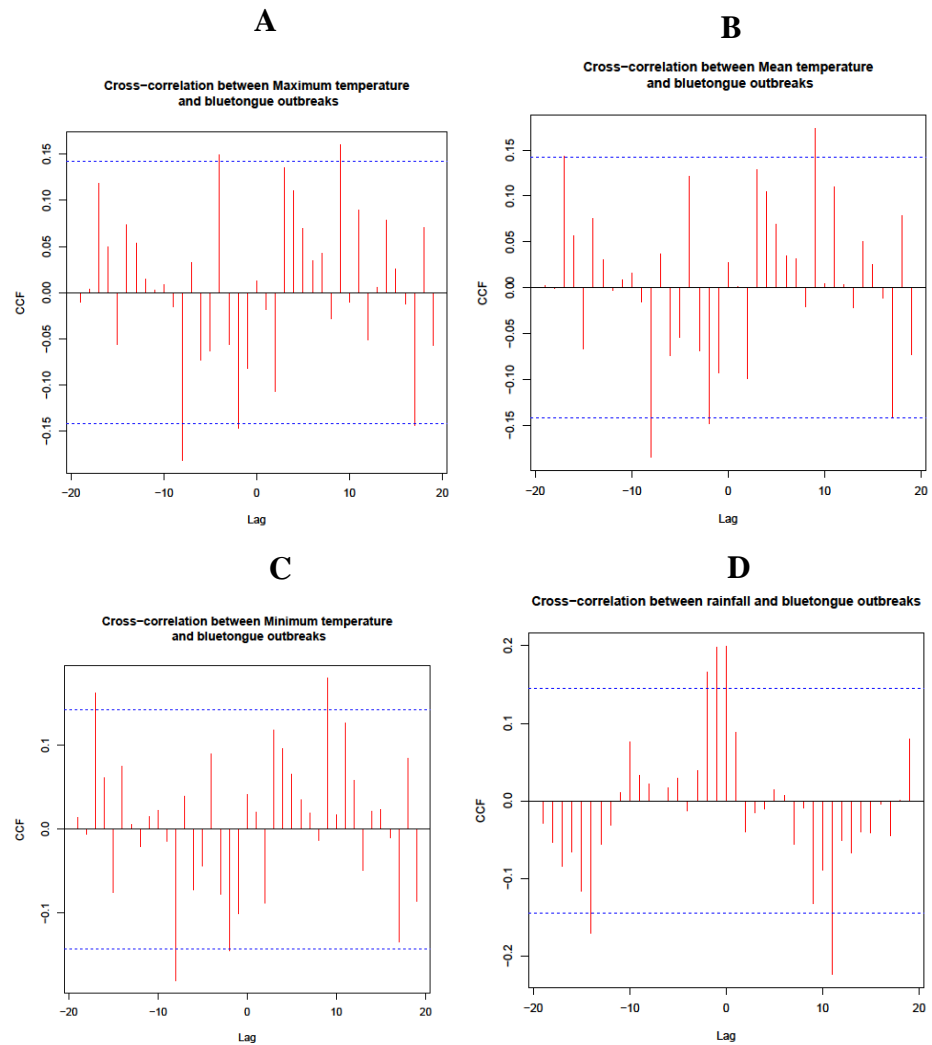 A
Cross−correlation between Maximum temperature
and bluetongue outbreaks
CCF
0.15
0.10
0.05
0.00
−0.05
−0.10
−0.15
−20 −10 0 10 20
Lag
B
Cross−correlation between Mean temperature
and bluetongue outbreaks
CCF
0.15
0.10
0.05
0.00
−0.05
−0.10
−0.15
−20 −10 0 10 20
Lag
C
Cross−correlation between Minimum temperature
and bluetongue outbreaks
CCF
0.1
0.0
−0.1
−20 −10 0 10 20
Lag
D
Cross−correlation between rainfall and bluetongue outbreaks
CCF
0.2
0.1
0.0
−0.1
−0.2
−20 −10 0 10 20
Lag